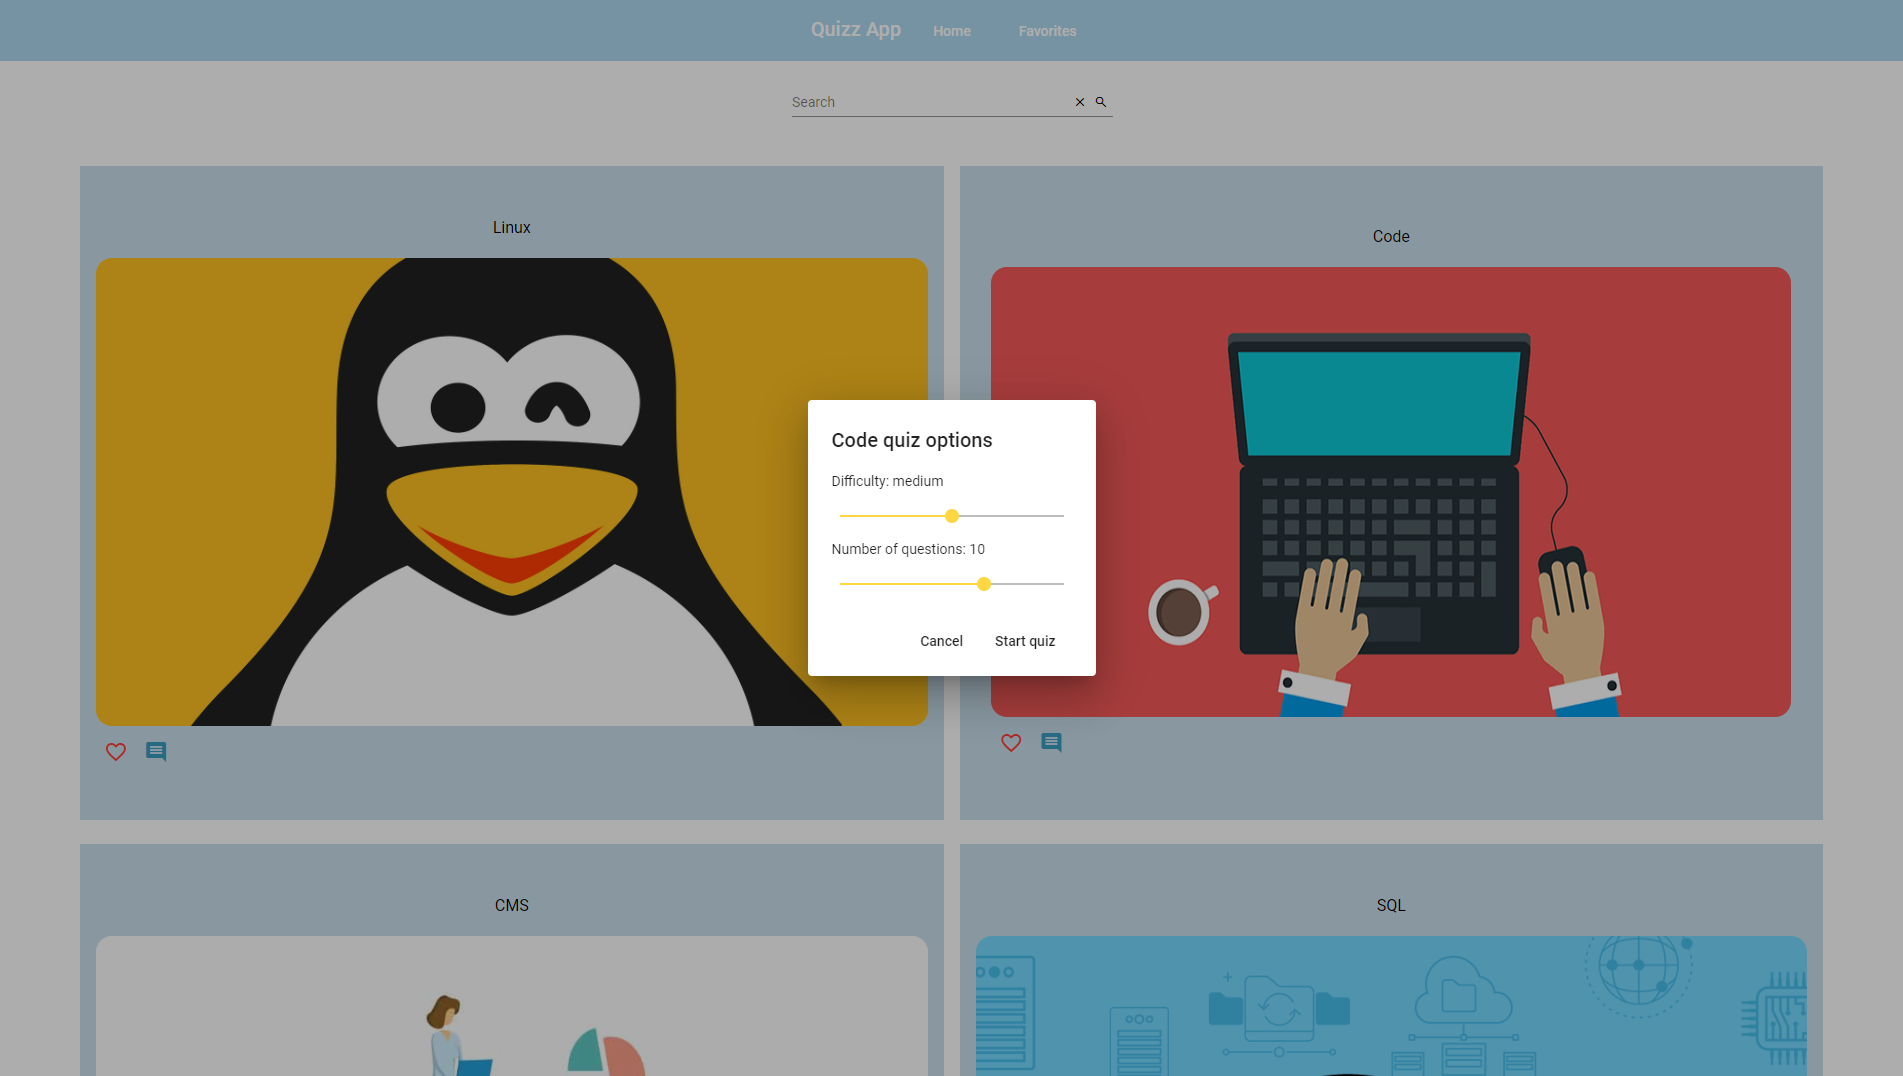 Quizz App Home Favorites
Search
Linux
Code
Code quiz options
Difficulty: medium
Number of questions: 10
Cancel Start quiz
CMS
SQL